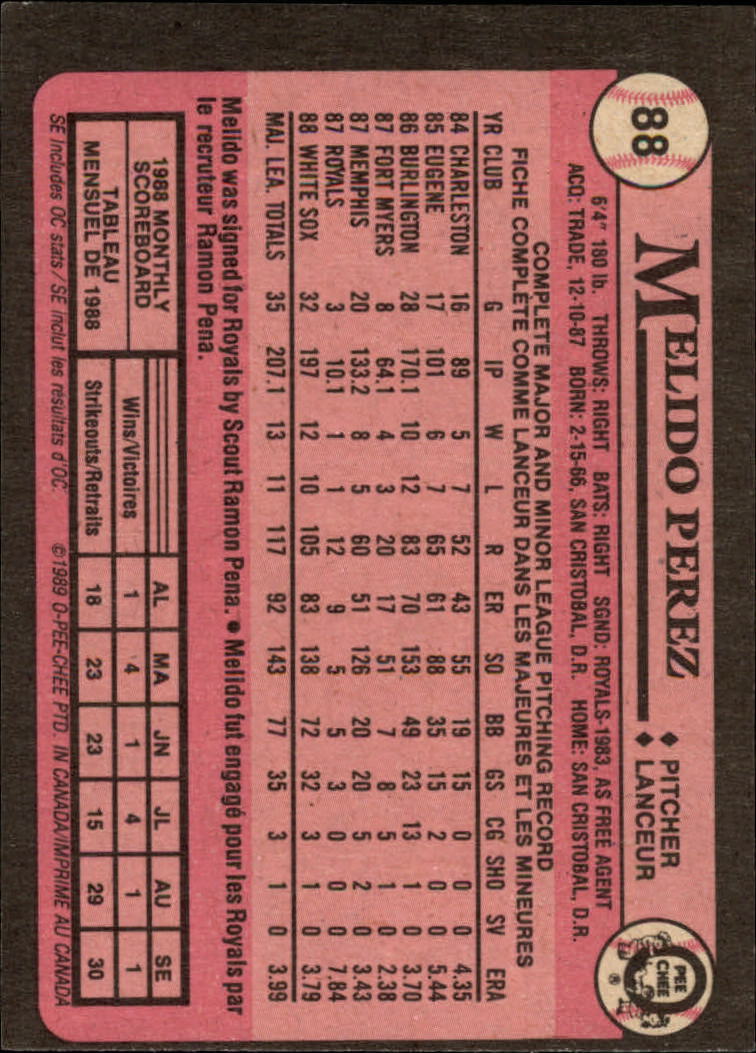 88
MELIDO PEREZ
♦ PITCHER
♦ LANCEUR
O PEE CHEE ®
6'4" 180 lb. THROWS: RIGHT BATS: RIGHT SGND: ROYALS-1983, AS FREE AGENT
ACQ: TRADE, 12-10-87 BORN: 2-15-66, SAN CRISTOBAL, D.R. HOME: SAN CRISTOBAL, D.R.
COMPLETE MAJOR AND MINOR LEAGUE PITCHING RECORD
FICHE COMPLÈTE COMME LANCEUR DANS LES MAJEURES ET LES MINEURES
YR CLUB G IP W L R ER SO BB GS CG SHO SV ERA
84 CHARLESTON 16 89 5 7 52 43 55 19 15 0 0 0 4.35
85 EUGENE 17 101 6 7 65 61 88 35 15 2 0 0 5.44
86 BURLINGTON 28 170.1 10 12 83 70 153 49 23 13 1 0 3.70
87 FORT MYERS 8 64.1 4 3 20 17 51 7 8 5 1 0 2.38
87 MEMPHIS 20 133.2 8 5 60 51 126 20 20 5 2 0 3.43
87 ROYALS 3 10.1 1 1 12 9 5 5 3 0 0 0 7.84
88 WHITE SOX 32 197 12 10 105 83 138 72 32 3 1 0 3.79
MAJ. LEA. TOTALS 35 207.1 13 11 117 92 143 77 35 3 1 0 3.99
Melido was signed for Royals by Scout Ramon Pena. ● Melido fut engagé pour les Royals par
le recruteur Ramon Pena.
1988 MONTHLY
SCOREBOARD
TABLEAU
MENSUEL DE 1988
AL MA JN JL AU SE
Wins/Victoires 1 4 1 4 1 1
Strikeouts/Retraits 18 23 23 15 29 30
SE Includes OC stats / SE inclut les résultats d'OC. ©1989 O-PEE-CHEE PTD. IN CANADA/IMPRIMÉ AU CANADA